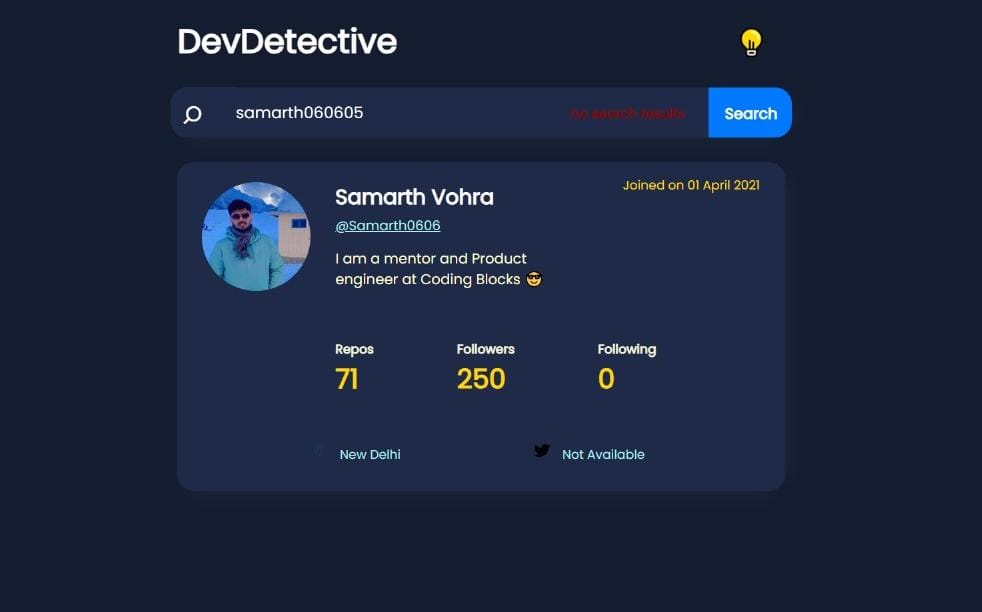 DevDetective
samarth060605
no search results
Search
Samarth Vohra
Joined on 01 April 2021
@Samarth0606
I am a mentor and Product
engineer at Coding Blocks 😎
Repos
Followers
Following
71
250
0
New Delhi
Not Available